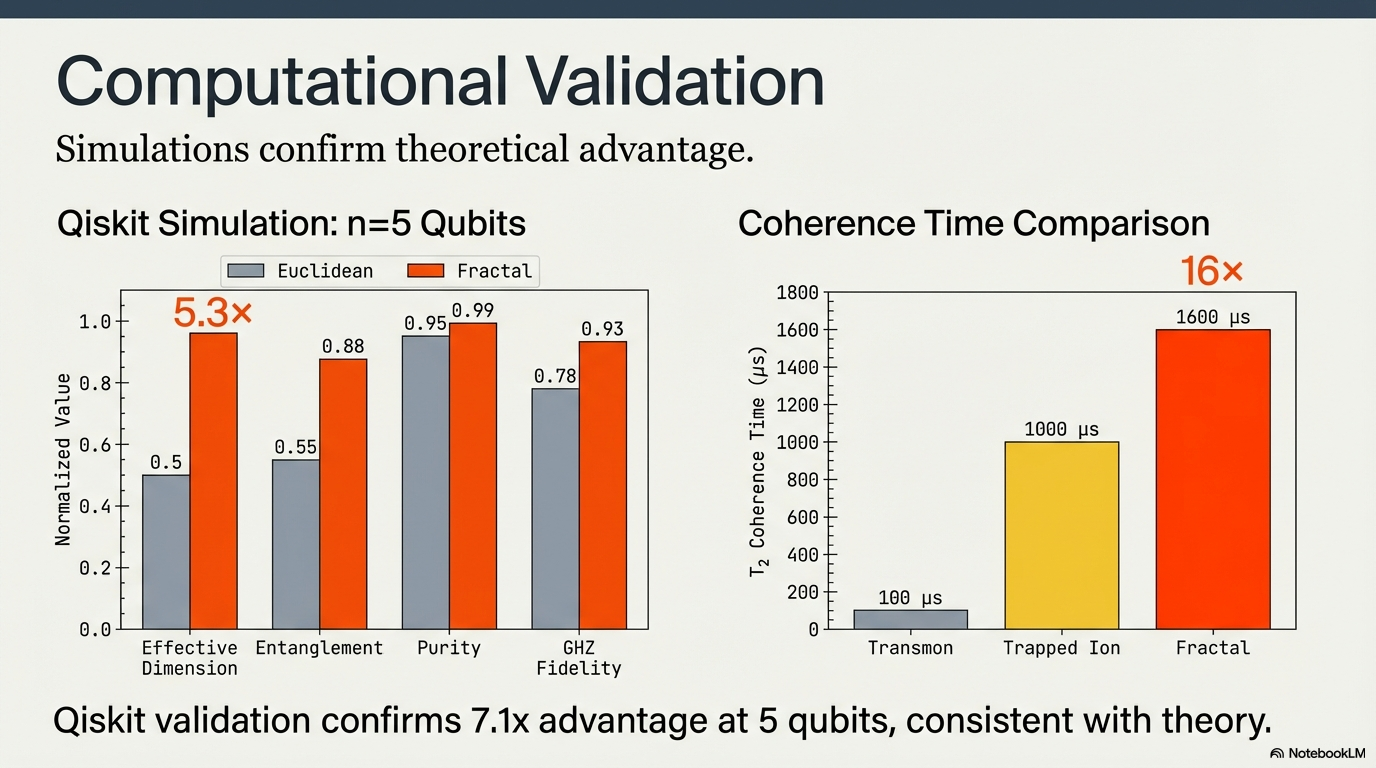 Computational Validation
Simulations confirm theoretical advantage.
Qiskit Simulation: n=5 Qubits
Euclidean Fractal
5.3×
Normalized Value
1.0
0.8
0.6
0.4
0.2
0.0
0.5
0.55
0.88
0.95
0.99
0.78
0.93
Effective
Dimension
Entanglement
Purity
GHZ
Fidelity
Coherence Time Comparison
16×
T₂ Coherence Time (μs)
1800
1600
1400
1200
1000
800
600
400
200
0
100 μs
1000 μs
1600 μs
Transmon
Trapped Ion
Fractal
Qiskit validation confirms 7.1x advantage at 5 qubits, consistent with theory.
NotebookLM